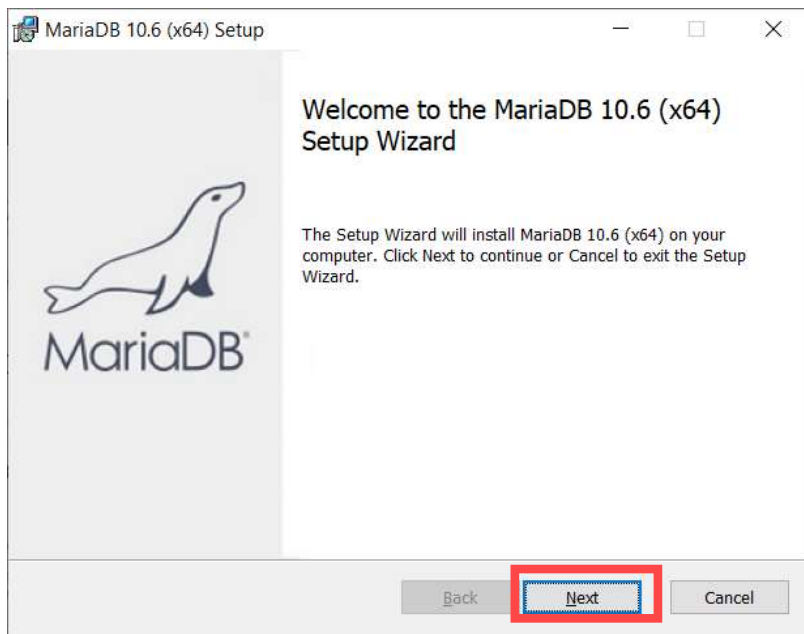 MariaDB 10.6 (x64) Setup
Welcome to the MariaDB 10.6 (x64)
Setup Wizard
The Setup Wizard will install MariaDB 10.6 (x64) on your
computer. Click Next to continue or Cancel to exit the Setup
Wizard.
MariaDB®
Back
Next
Cancel